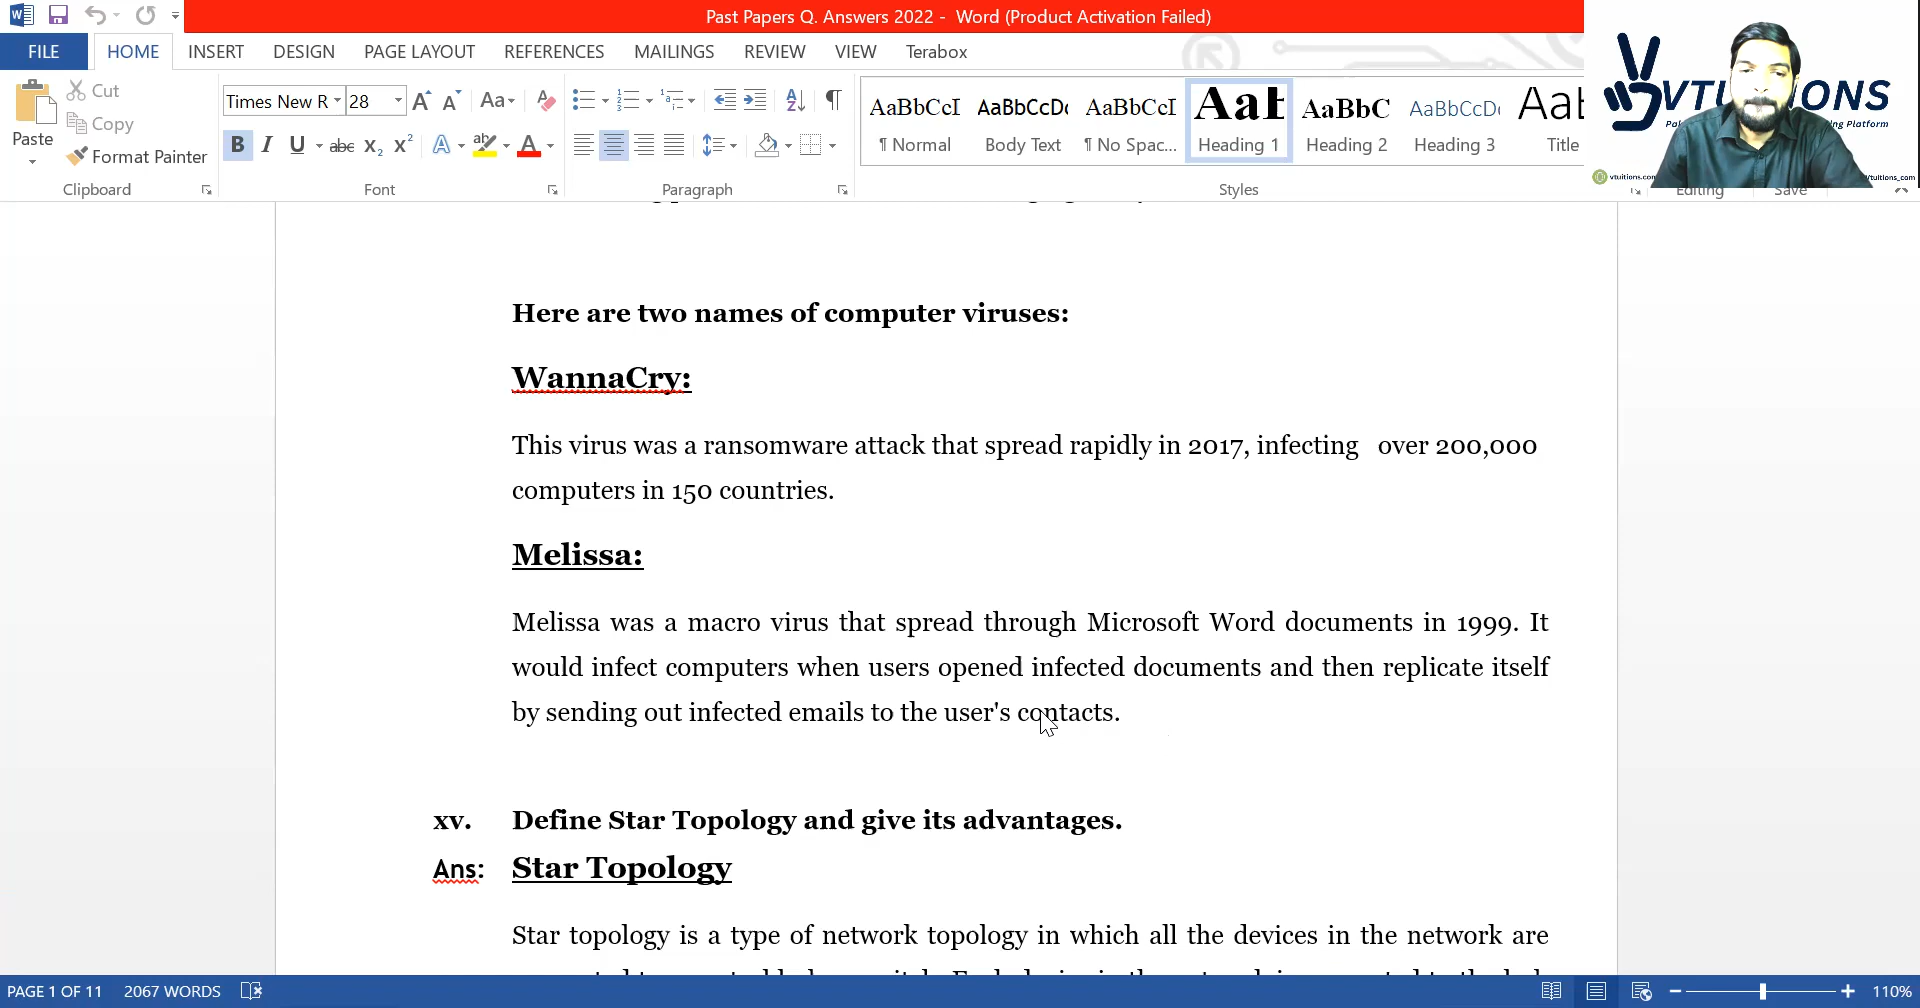 Past Papers Q. Answers 2022 - Word (Product Activation Failed)
FILE HOME INSERT DESIGN PAGE LAYOUT REFERENCES MAILINGS REVIEW VIEW Terabox
Paste
Cut
Copy
Format Painter
Clipboard
Times New R 28
Font
Paragraph
AaBbCcI AaBbCcDc AaBbCcI AaB AaBbC AaBbCcDc AaB
¶ Normal Body Text ¶ No Spac... Heading 1 Heading 2 Heading 3 Title
Styles
Editing Save
Platform
Here are two names of computer viruses:
WannaCry:
This virus was a ransomware attack that spread rapidly in 2017, infecting over 200,000
computers in 150 countries.
Melissa:
Melissa was a macro virus that spread through Microsoft Word documents in 1999. It
would infect computers when users opened infected documents and then replicate itself
by sending out infected emails to the user's contacts.
xv. Define Star Topology and give its advantages.
Ans: Star Topology
Star topology is a type of network topology in which all the devices in the network are
PAGE 1 OF 11 2067 WORDS 110%